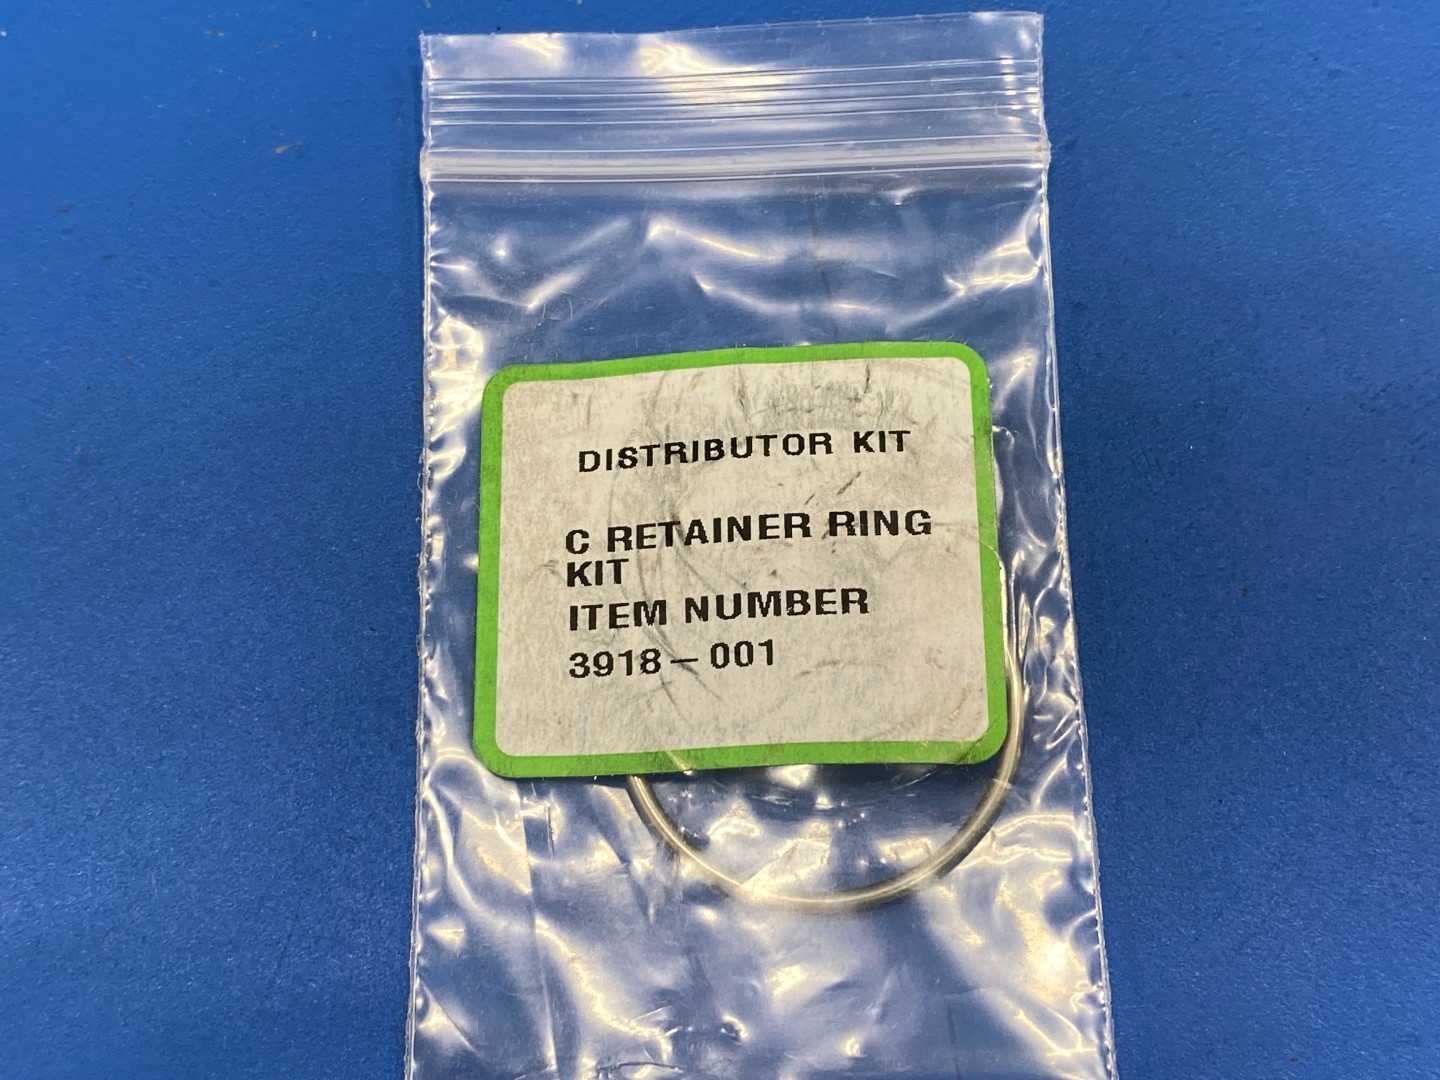 DISTRIBUTOR KIT
C RETAINER RING
KIT
ITEM NUMBER
3918-001